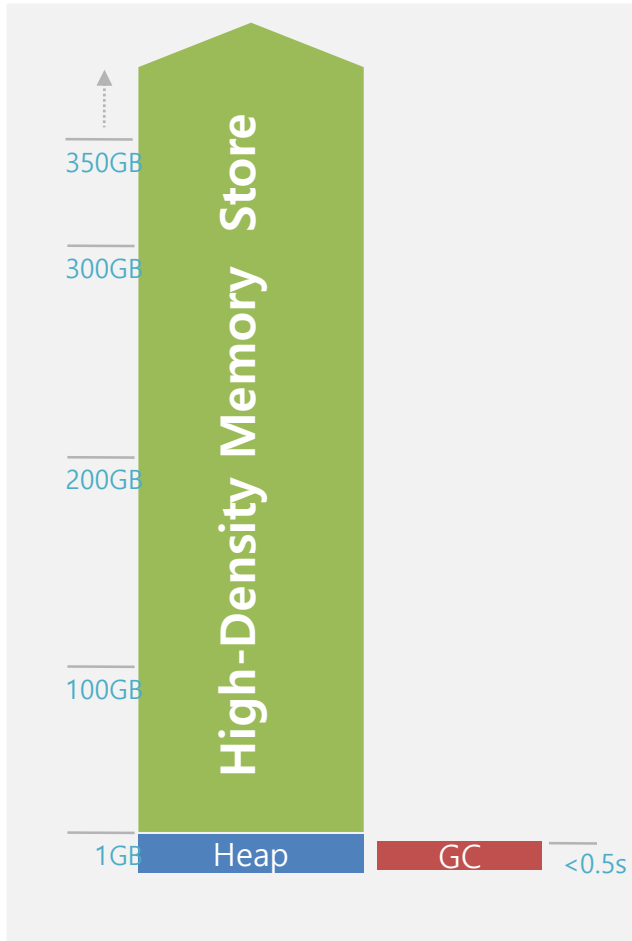 350GB
300GB
200GB
100GB
1GB
High-Density Memory Store
Heap
GC
<0.5s